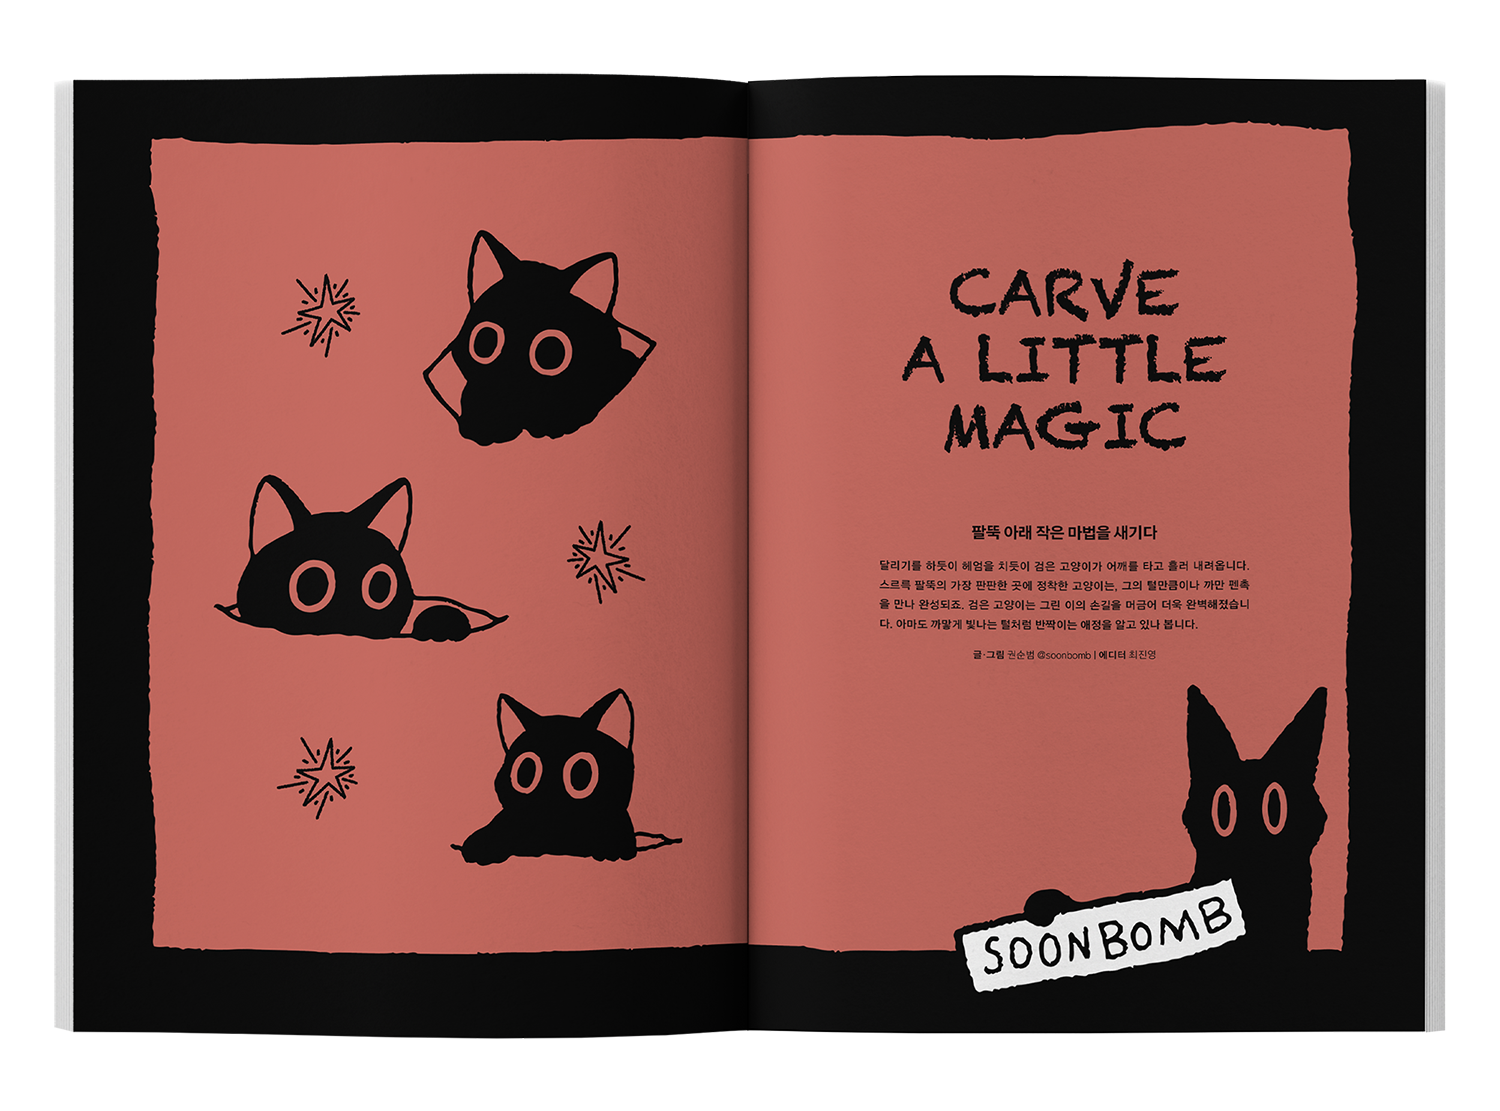 CARVE
A LITTLE
MAGIC
팔뚝 아래 작은 마법을 새기다
달리기를 하듯이 헤엄을 치듯이 검은 고양이가 어깨를 타고 흘러 내려옵니다.
스르륵 팔뚝의 가장 판판한 곳에 정착한 고양이는, 그의 털만큼이나 까만 펜촉
을 만나 완성되죠. 검은 고양이는 그린 이의 손길을 머금어 더욱 완벽해졌습니
다. 아마도 까맣게 빛나는 털처럼 반짝이는 애정을 알고 있나 봅니다.
글·그림 권순범 @soonbomb | 에디터 최진영
SOONBOMB